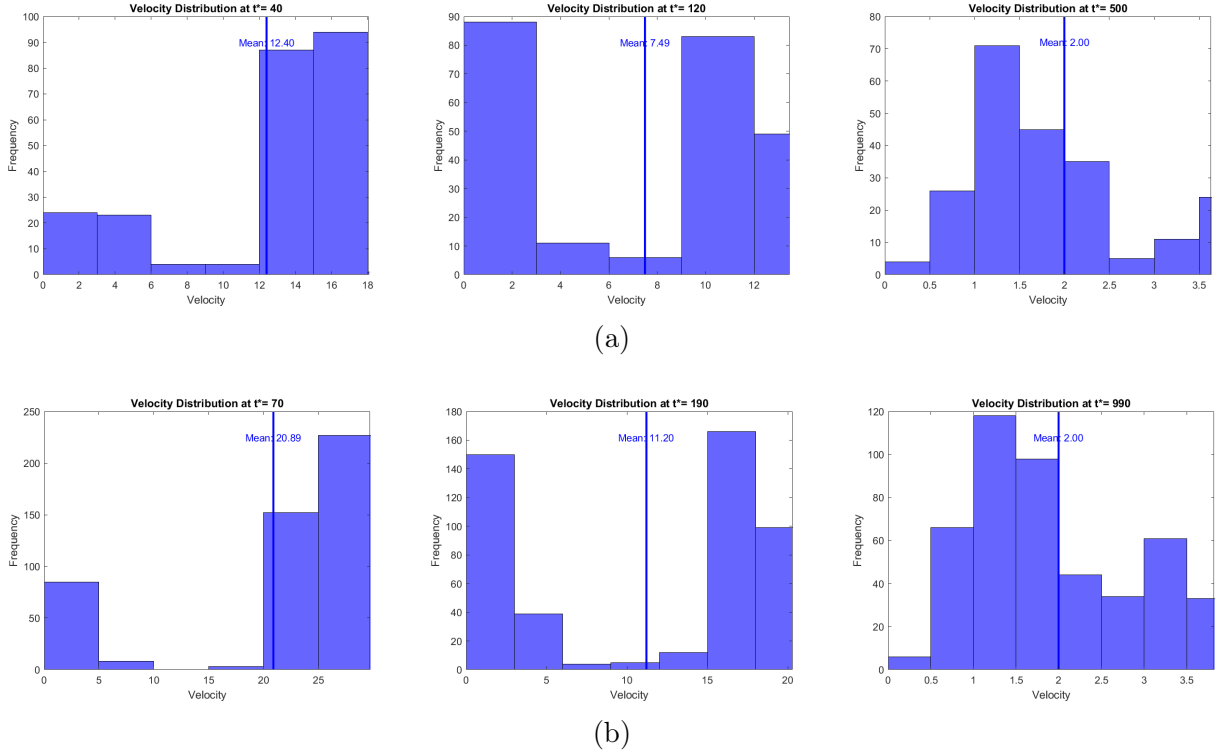 Velocity Distribution at t*= 40
Mean: 12.40
Frequency
100
90
80
70
60
50
40
30
20
10
0
0 2 4 6 8 10 12 14 16 18
Velocity
Velocity Distribution at t*= 120
Mean: 7.49
Frequency
90
80
70
60
50
40
30
20
10
0
0 2 4 6 8 10 12
Velocity
Velocity Distribution at t*= 500
Mean: 2.00
Frequency
80
70
60
50
40
30
20
10
0
0 0.5 1 1.5 2 2.5 3 3.5
Velocity
(a)
Velocity Distribution at t*= 70
Mean: 20.89
Frequency
250
200
150
100
50
0
0 5 10 15 20 25
Velocity
Velocity Distribution at t*= 190
Mean: 11.20
Frequency
180
160
140
120
100
80
60
40
20
0
0 5 10 15 20
Velocity
Velocity Distribution at t*= 990
Mean: 2.00
Frequency
120
100
80
60
40
20
0
0 0.5 1 1.5 2 2.5 3 3.5
Velocity
(b)